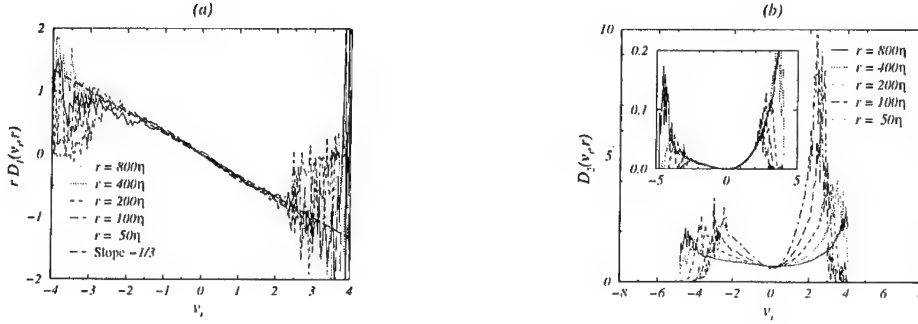 (a)
2
1
0
−1
−2
r D₁(vᵣ,r)
r = 800η
r = 400η
r = 200η
r = 100η
r = 50η
Slope −1/3
−4 −3 −2 −1 0 1 2 3 4
vᵣ
(b)
10
5
0
D₂(vᵣ,r)
0.2
0.1
0.0
−5 0 5
r = 800η
r = 400η
r = 200η
r = 100η
r = 50η
−8 −6 −4 −2 0 2 4 6
vᵣ